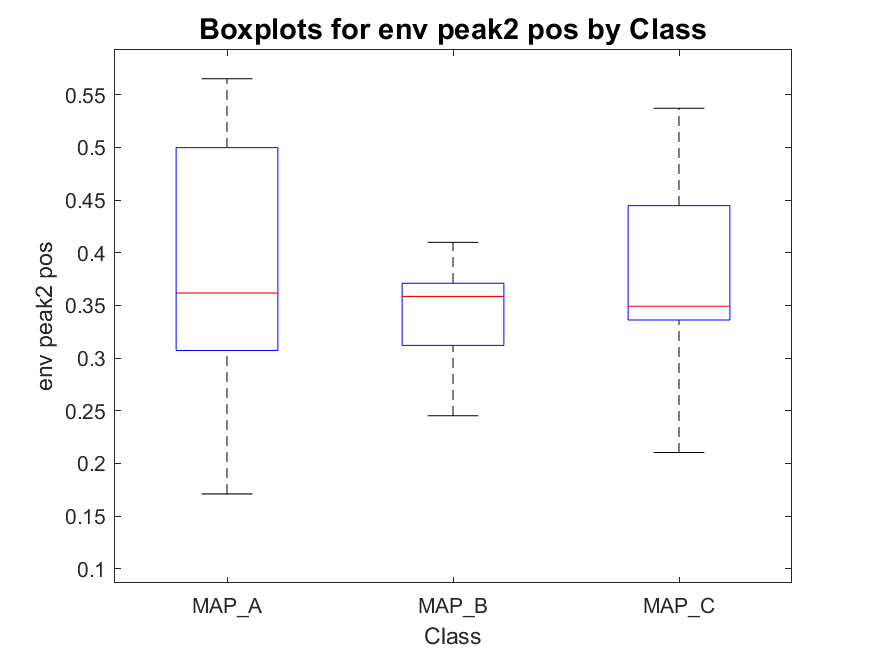 Boxplots for env peak2 pos by Class
env peak2 pos
0.55
0.5
0.45
0.4
0.35
0.3
0.25
0.2
0.15
0.1
MAP_A
MAP_B
MAP_C
Class